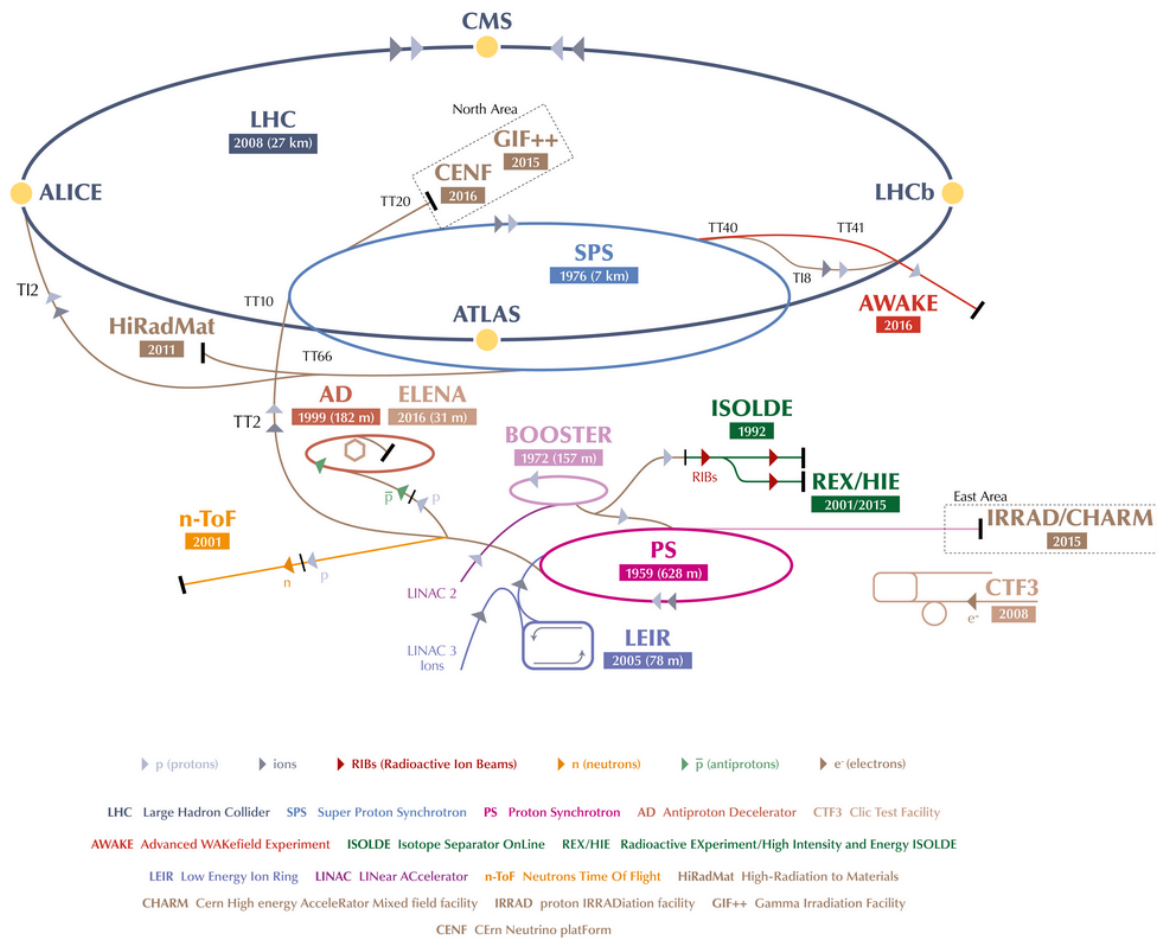 CMS
LHC
2008 (27 km)
North Area
GIF++
2015
CENF
2016
ALICE
LHCb
TT20
TT40
TT41
SPS
1976 (7 km)
TI8
TI2
TT10
AWAKE
2016
ATLAS
HiRadMat
2011
TT66
AD
1999 (182 m)
ELENA
2016 (31 m)
TT2
ISOLDE
1992
BOOSTER
1972 (157 m)
RIBs
REX/HIE
2001/2015
p̅
p
East Area
n-ToF
2001
IRRAD/CHARM
2015
n
p
PS
1959 (628 m)
LINAC 2
CTF3
2008
e-
LINAC 3
Ions
LEIR
2005 (78 m)
p (protons) ions RIBs (Radioactive Ion Beams) n (neutrons) p̅ (antiprotons) e- (electrons)
LHC Large Hadron Collider SPS Super Proton Synchrotron PS Proton Synchrotron AD Antiproton Decelerator CTF3 Clic Test Facility
AWAKE Advanced WAKefield Experiment ISOLDE Isotope Separator OnLine REX/HIE Radioactive EXperiment/High Intensity and Energy ISOLDE
LEIR Low Energy Ion Ring LINAC LINear ACcelerator n-ToF Neutrons Time Of Flight HiRadMat High-Radiation to Materials
CHARM Cern High energy AcceleRator Mixed field facility IRRAD proton IRRADiation facility GIF++ Gamma Irradiation Facility
CENF CErn Neutrino platForm